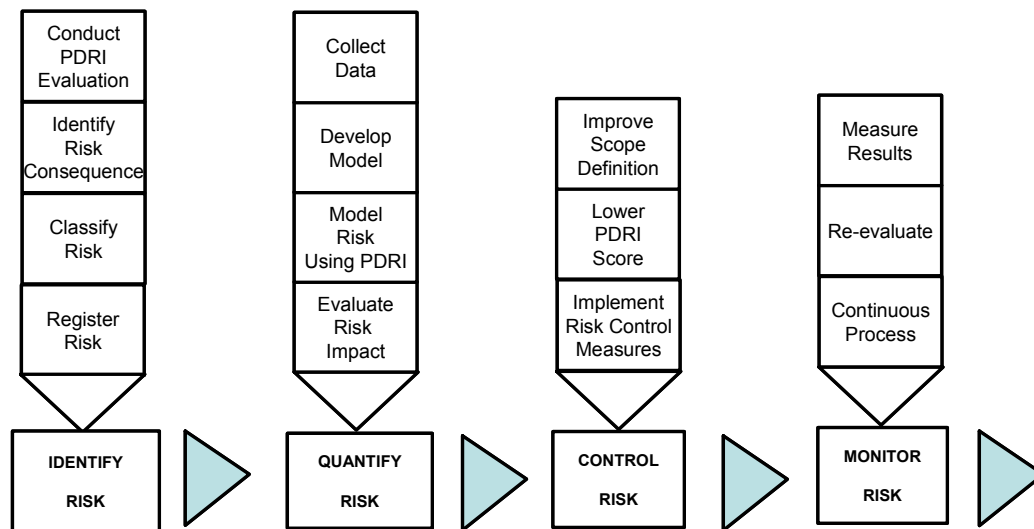 Conduct
PDRI
Evaluation
Identify
Risk
Consequence
Classify
Risk
Register
Risk
IDENTIFY
RISK
Collect
Data
Develop
Model
Model
Risk
Using PDRI
Evaluate
Risk
Impact
QUANTIFY
RISK
Improve
Scope
Definition
Lower
PDRI
Score
Implement
Risk Control
Measures
CONTROL
RISK
Measure
Results
Re-evaluate
Continuous
Process
MONITOR
RISK